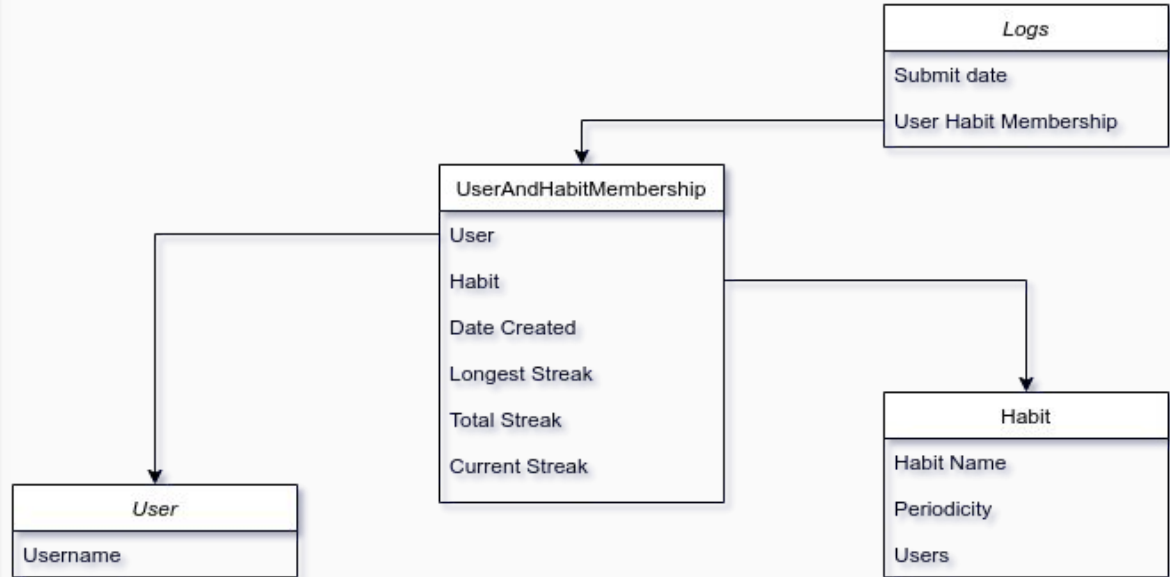 Logs
Submit date
User Habit Membership
UserAndHabitMembership
User
Habit
Date Created
Longest Streak
Total Streak
Current Streak
User
Username
Habit
Habit Name
Periodicity
Users